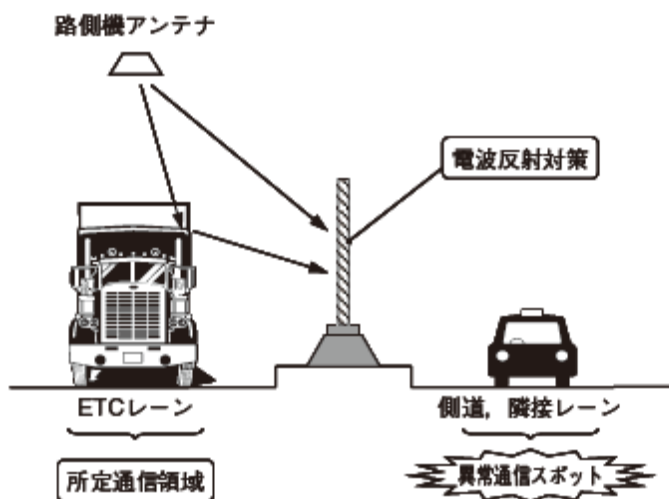 路側機アンテナ
電波反射対策
ETCレーン
側道，隣接レーン
所定通信領域
異常通信スポット